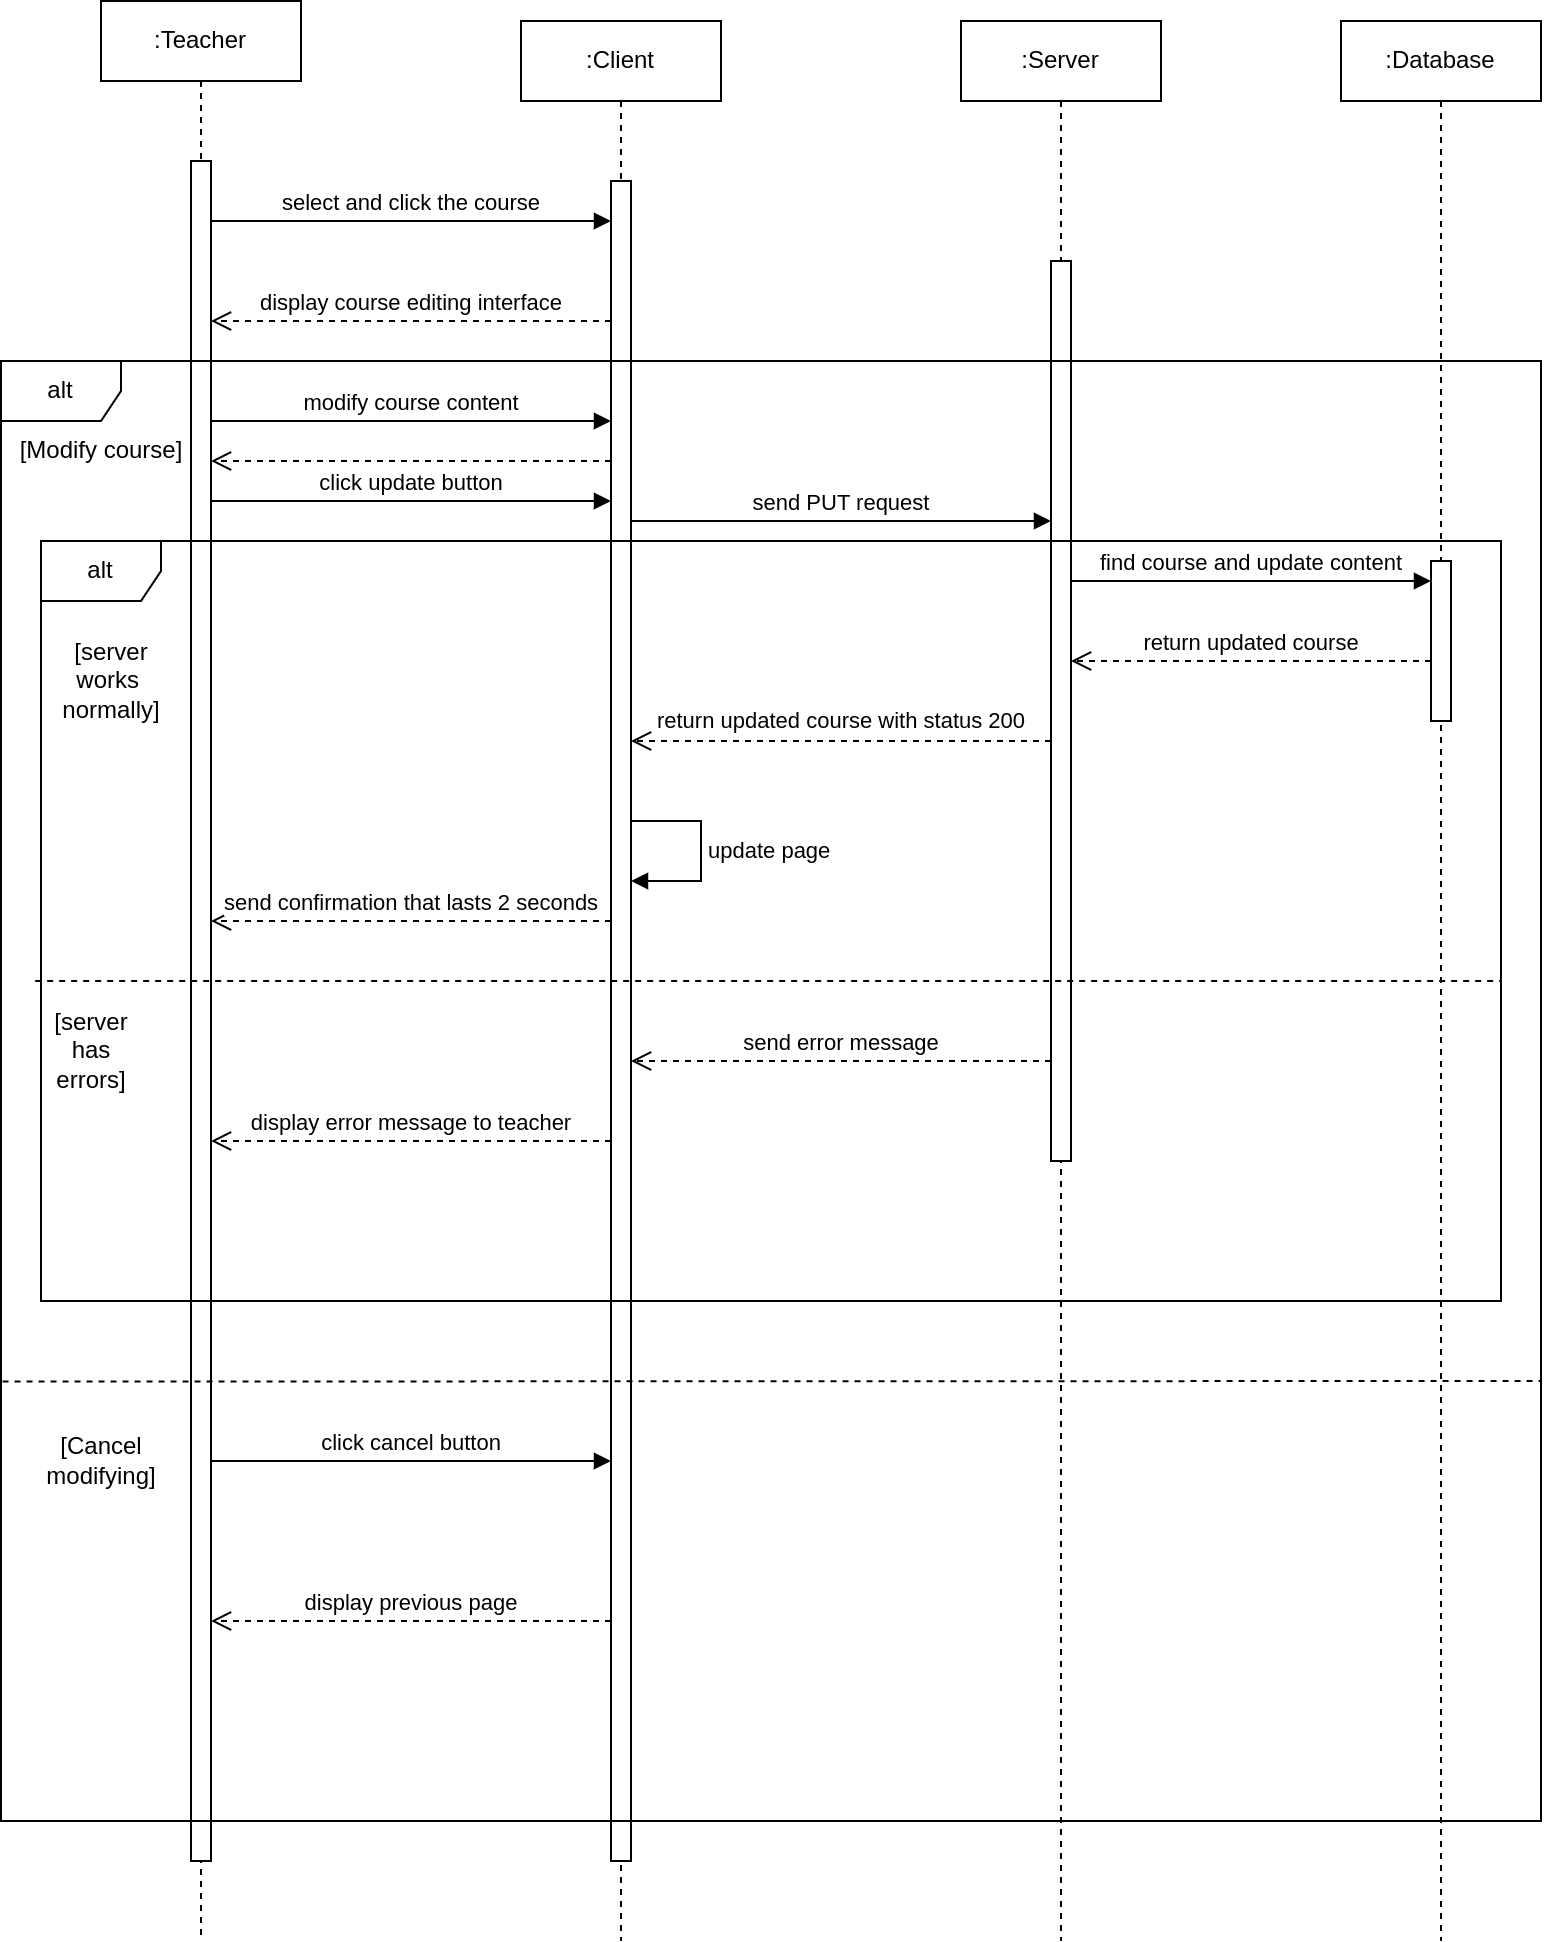 :Teacher
:Client
:Server
:Database
select and click the course
display course editing interface
alt
modify course content
[Modify course]
click update button
send PUT request
alt
find course and update content
[server
works
normally]
return updated course
return updated course with status 200
update page
send confirmation that lasts 2 seconds
[server
has
errors]
send error message
display error message to teacher
[Cancel
modifying]
click cancel button
display previous page